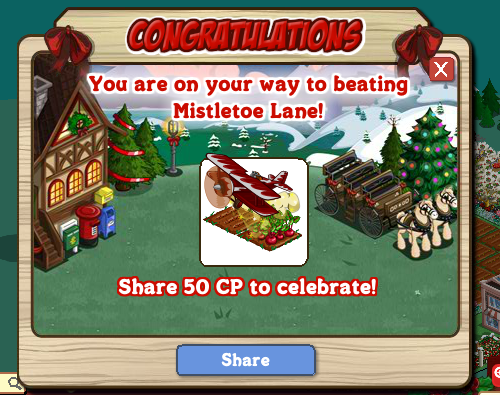 CONGRATULATIONS
You are on your way to beating
Mistletoe Lane!
Share 50 CP to celebrate!
Share